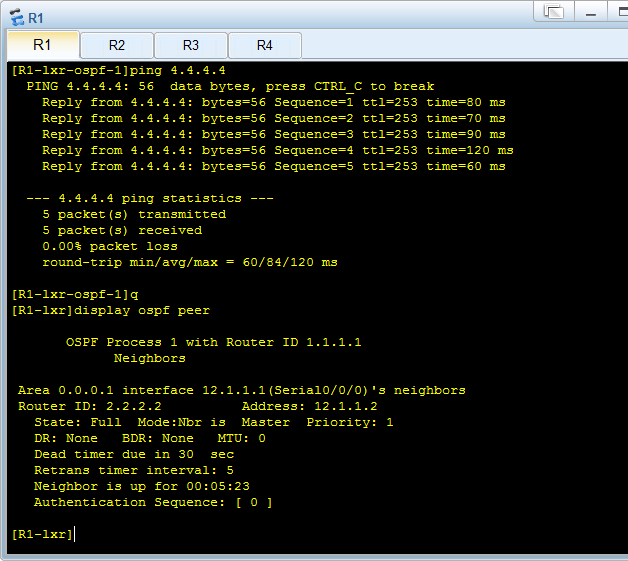 R1
R1 R2 R3 R4
[R1-lxr-ospf-1]ping 4.4.4.4
PING 4.4.4.4: 56  data bytes, press CTRL_C to break
Reply from 4.4.4.4: bytes=56 Sequence=1 ttl=253 time=80 ms
Reply from 4.4.4.4: bytes=56 Sequence=2 ttl=253 time=70 ms
Reply from 4.4.4.4: bytes=56 Sequence=3 ttl=253 time=90 ms
Reply from 4.4.4.4: bytes=56 Sequence=4 ttl=253 time=120 ms
Reply from 4.4.4.4: bytes=56 Sequence=5 ttl=253 time=60 ms
--- 4.4.4.4 ping statistics ---
5 packet(s) transmitted
5 packet(s) received
0.00% packet loss
round-trip min/avg/max = 60/84/120 ms
[R1-lxr-ospf-1]q
[R1-lxr]display ospf peer
OSPF Process 1 with Router ID 1.1.1.1
Neighbors
Area 0.0.0.1 interface 12.1.1.1(Serial0/0/0)'s neighbors
Router ID: 2.2.2.2          Address: 12.1.1.2
State: Full  Mode:Nbr is  Master  Priority: 1
DR: None   BDR: None   MTU: 0
Dead timer due in 30  sec
Retrans timer interval: 5
Neighbor is up for 00:05:23
Authentication Sequence: [ 0 ]
[R1-lxr]